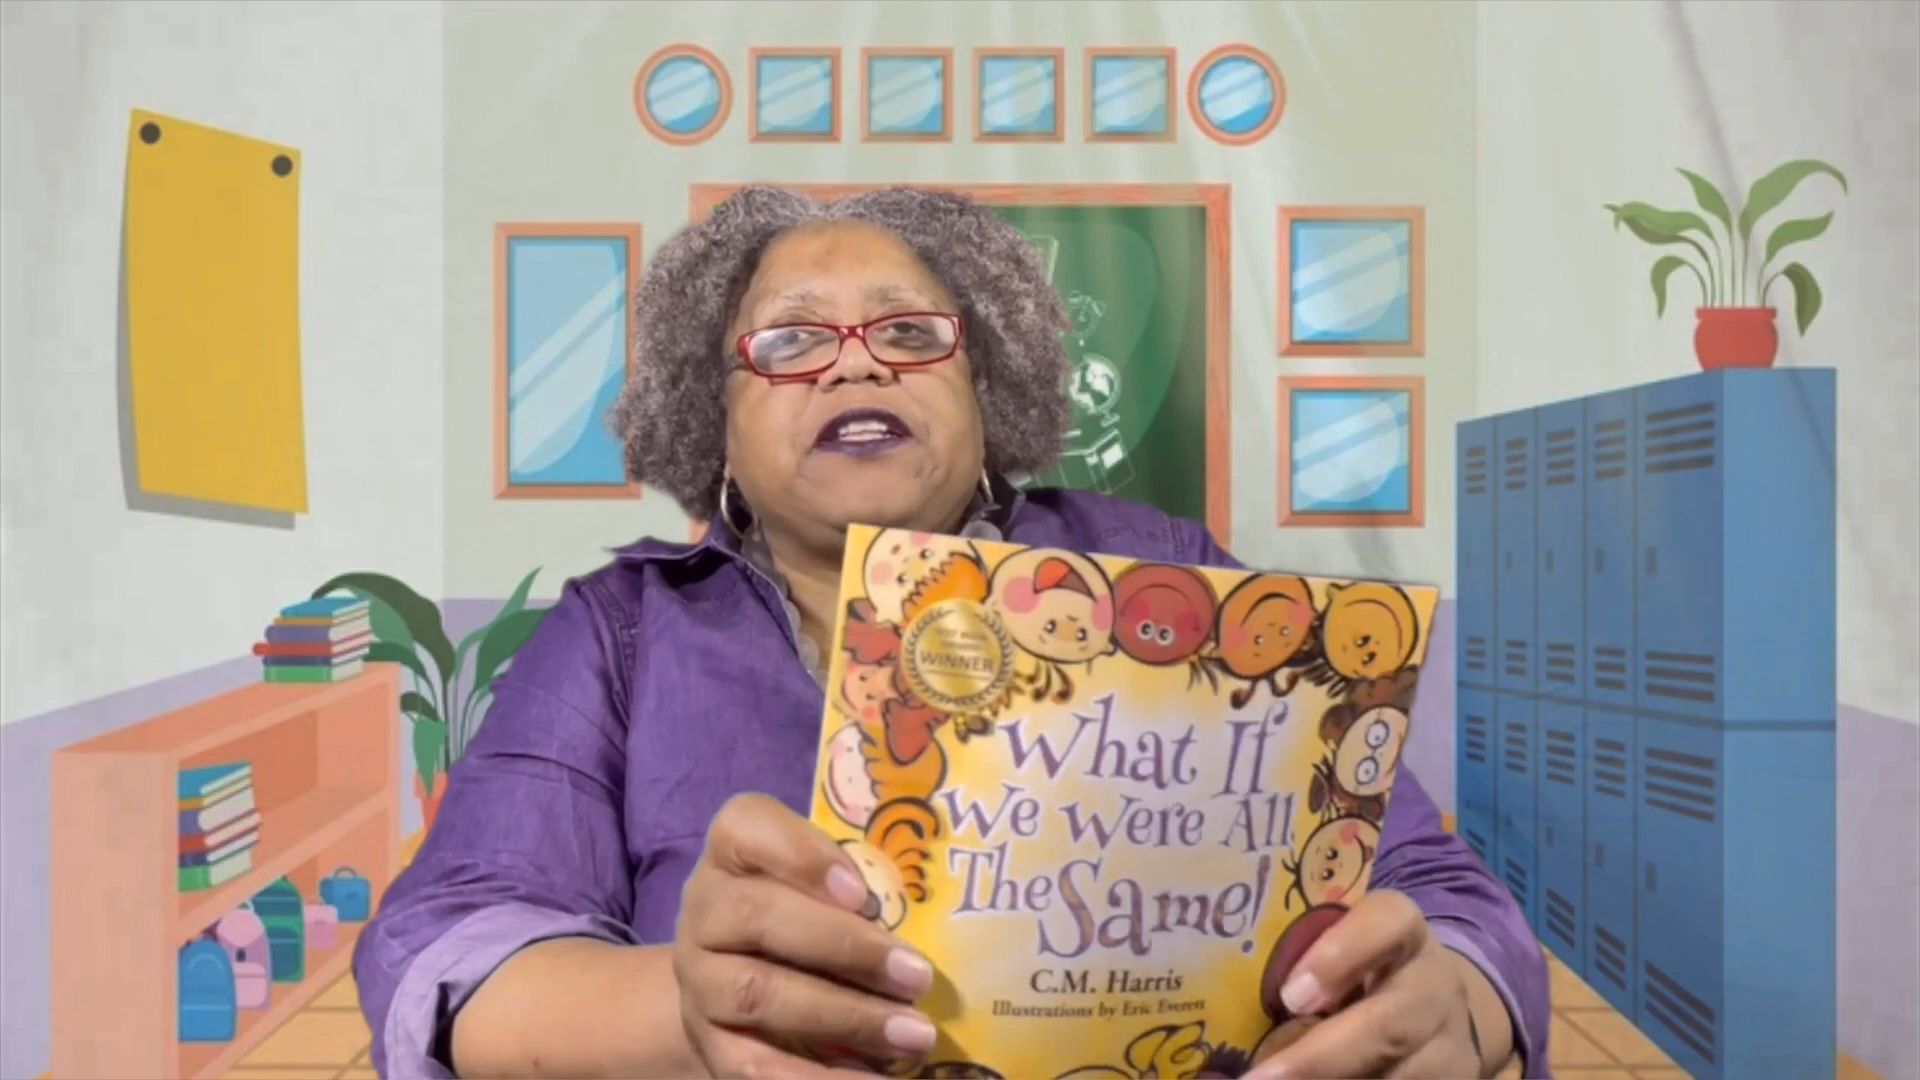 WINNER
What If
We Were All
The Same!
C.M. Harris
Illustrations by Eric Everett